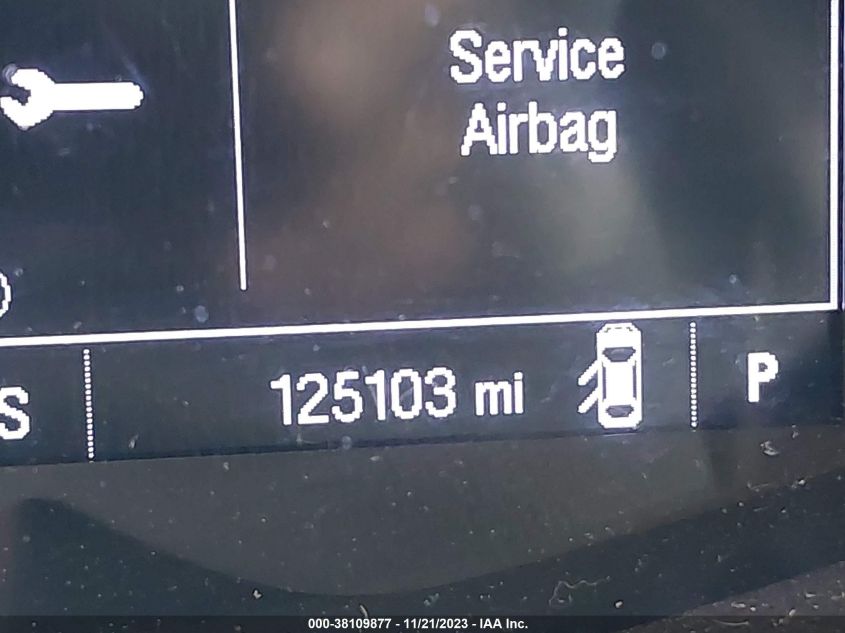 Service
Airbag
S
125103 mi
P
000-38109877 - 11/21/2023 - IAA Inc.